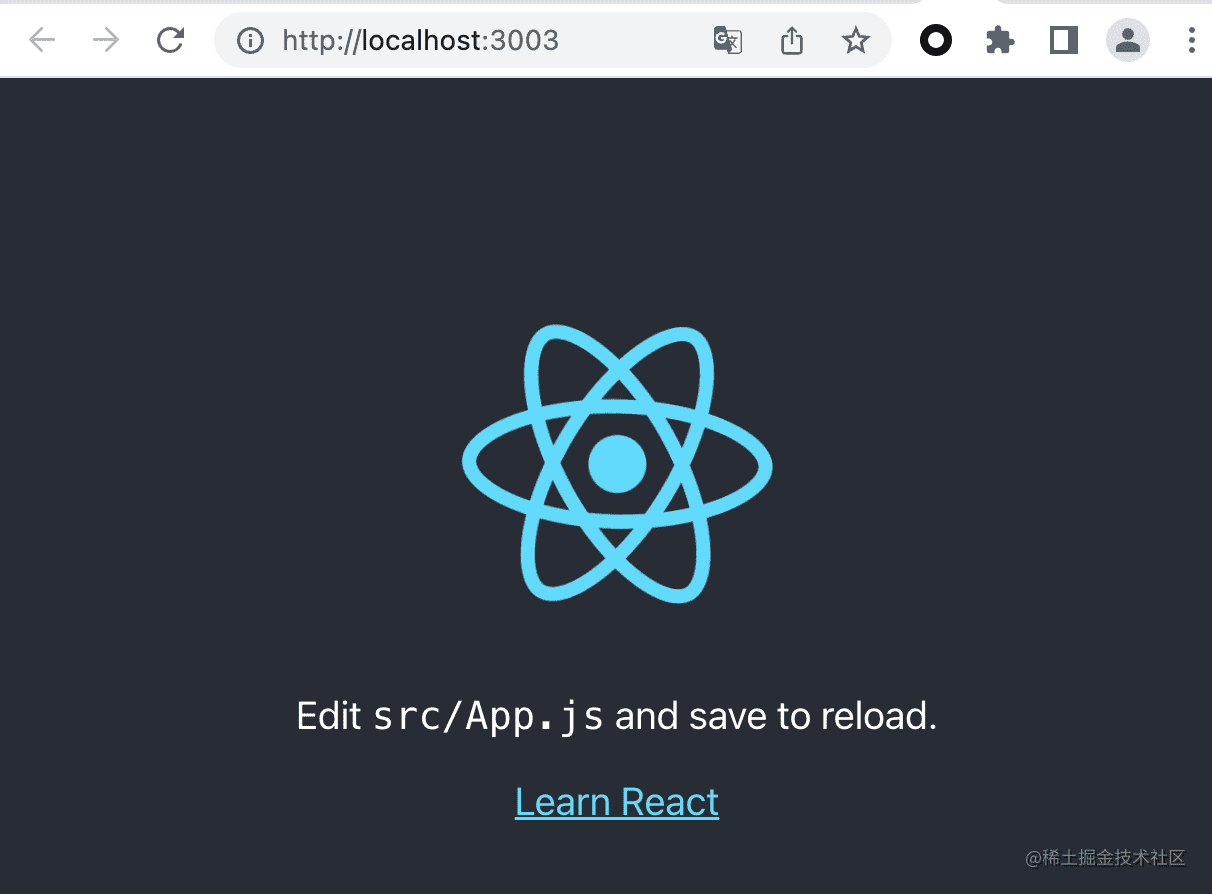 http://localhost:3003
Edit src/App.js and save to reload.
Learn React
@稀土掘金技术社区